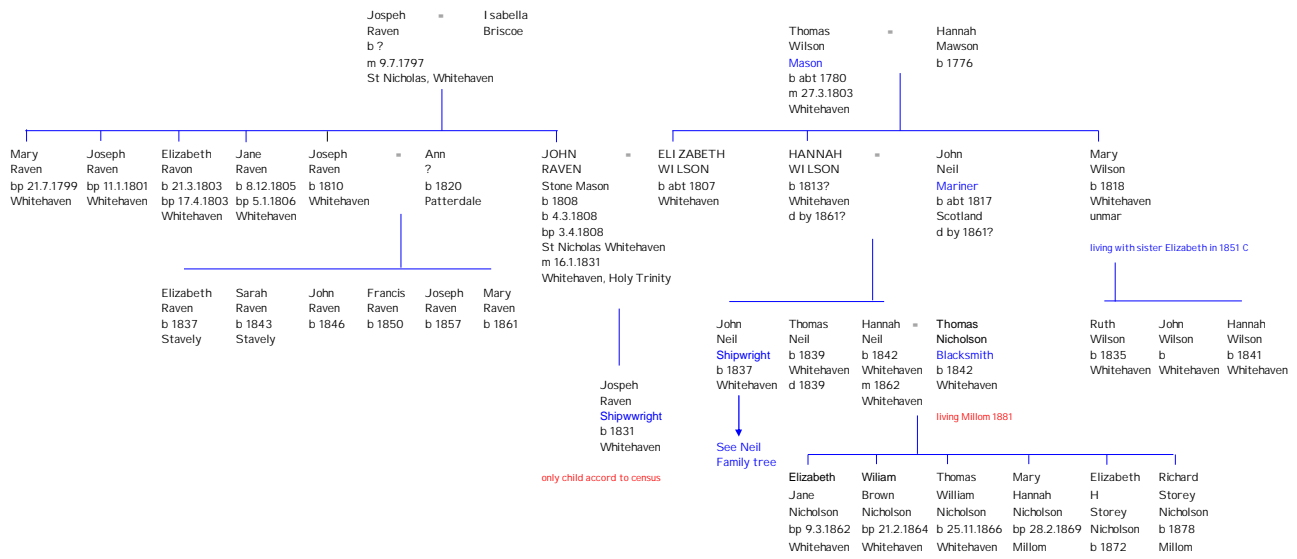 Jospeh = Isabella
Raven Briscoe
b ?
m 9.7.1797
St Nicholas, Whitehaven
Thomas = Hannah
Wilson Mawson
Mason b 1776
b abt 1780
m 27.3.1803
Whitehaven
Mary
Raven
bp 21.7.1799
Whitehaven
Joseph
Raven
bp 11.1.1801
Whitehaven
Elizabeth
Ravon
b 21.3.1803
bp 17.4.1803
Whitehaven
Jane
Raven
b 8.12.1805
bp 5.1.1806
Whitehaven
Joseph = Ann
Raven ?
b 1810 b 1820
Whitehaven Patterdale
JOHN = ELIZABETH
RAVEN WILSON
Stone Mason b abt 1807
b 1808 Whitehaven
b 4.3.1808
bp 3.4.1808
St Nicholas Whitehaven
m 16.1.1831
Whitehaven, Holy Trinity
HANNAH = John
WILSON Neil
b 1813? Mariner
Whitehaven b abt 1817
d by 1861? Scotland
d by 1861?
Mary
Wilson
b 1818
Whitehaven
unmar
living with sister Elizabeth in 1851 C
Elizabeth
Raven
b 1837
Stavely
Sarah
Raven
b 1843
Stavely
John
Raven
b 1846
Francis
Raven
b 1850
Joseph
Raven
b 1857
Mary
Raven
b 1861
Jospeh
Raven
Shipwwright
b 1831
Whitehaven
only child accord to census
John
Neil
Shipwright
b 1837
Whitehaven
See Neil
Family tree
Thomas
Neil
b 1839
Whitehaven
d 1839
Hannah = Thomas
Neil Nicholson
b 1842 Blacksmith
Whitehaven b 1842
m 1862 Whitehaven
Whitehaven
living Millom 1881
Ruth
Wilson
b 1835
Whitehaven
John
Wilson
b
Whitehaven
Hannah
Wilson
b 1841
Whitehaven
Elizabeth
Jane
Nicholson
bp 9.3.1862
Whitehaven
Wiliam
Brown
Nicholson
bp 21.2.1864
Whitehaven
Thomas
William
Nicholson
b 25.11.1866
Whitehaven
Mary
Hannah
Nicholson
bp 28.2.1869
Millom
Elizabeth
H
Storey
Nicholson
b 1872
Richard
Storey
Nicholson
b 1878
Millom